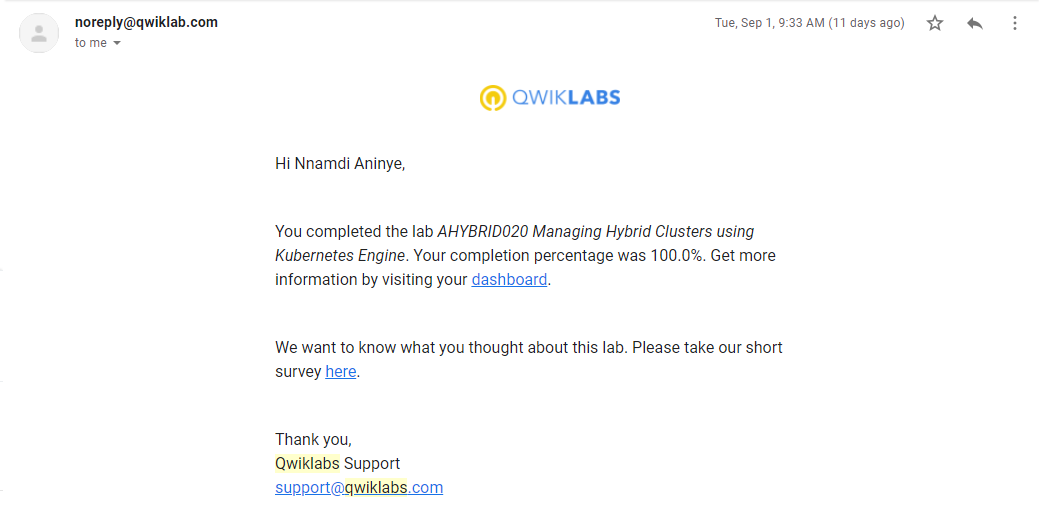 noreply@qwiklab.com
Tue, Sep 1, 9:33 AM (11 days ago)
to me
QWIKLABS
Hi Nnamdi Aninye,
You completed the lab AHYBRID020 Managing Hybrid Clusters using
Kubernetes Engine. Your completion percentage was 100.0%. Get more
information by visiting your dashboard.
We want to know what you thought about this lab. Please take our short
survey here.
Thank you,
Qwiklabs Support
support@qwiklabs.com